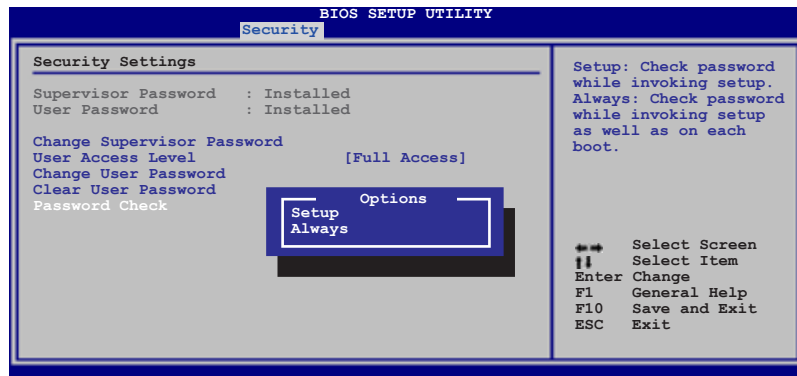 BIOS SETUP UTILITY
Security
Security Settings
Supervisor Password : Installed
User Password : Installed
Change Supervisor Password
User Access Level [Full Access]
Change User Password
Clear User Password
Password Check
Options
Setup
Always
Setup: Check password
while invoking setup.
Always: Check password
while invoking setup
as well as on each
boot.
Select Screen
Select Item
Enter Change
F1 General Help
F10 Save and Exit
ESC Exit